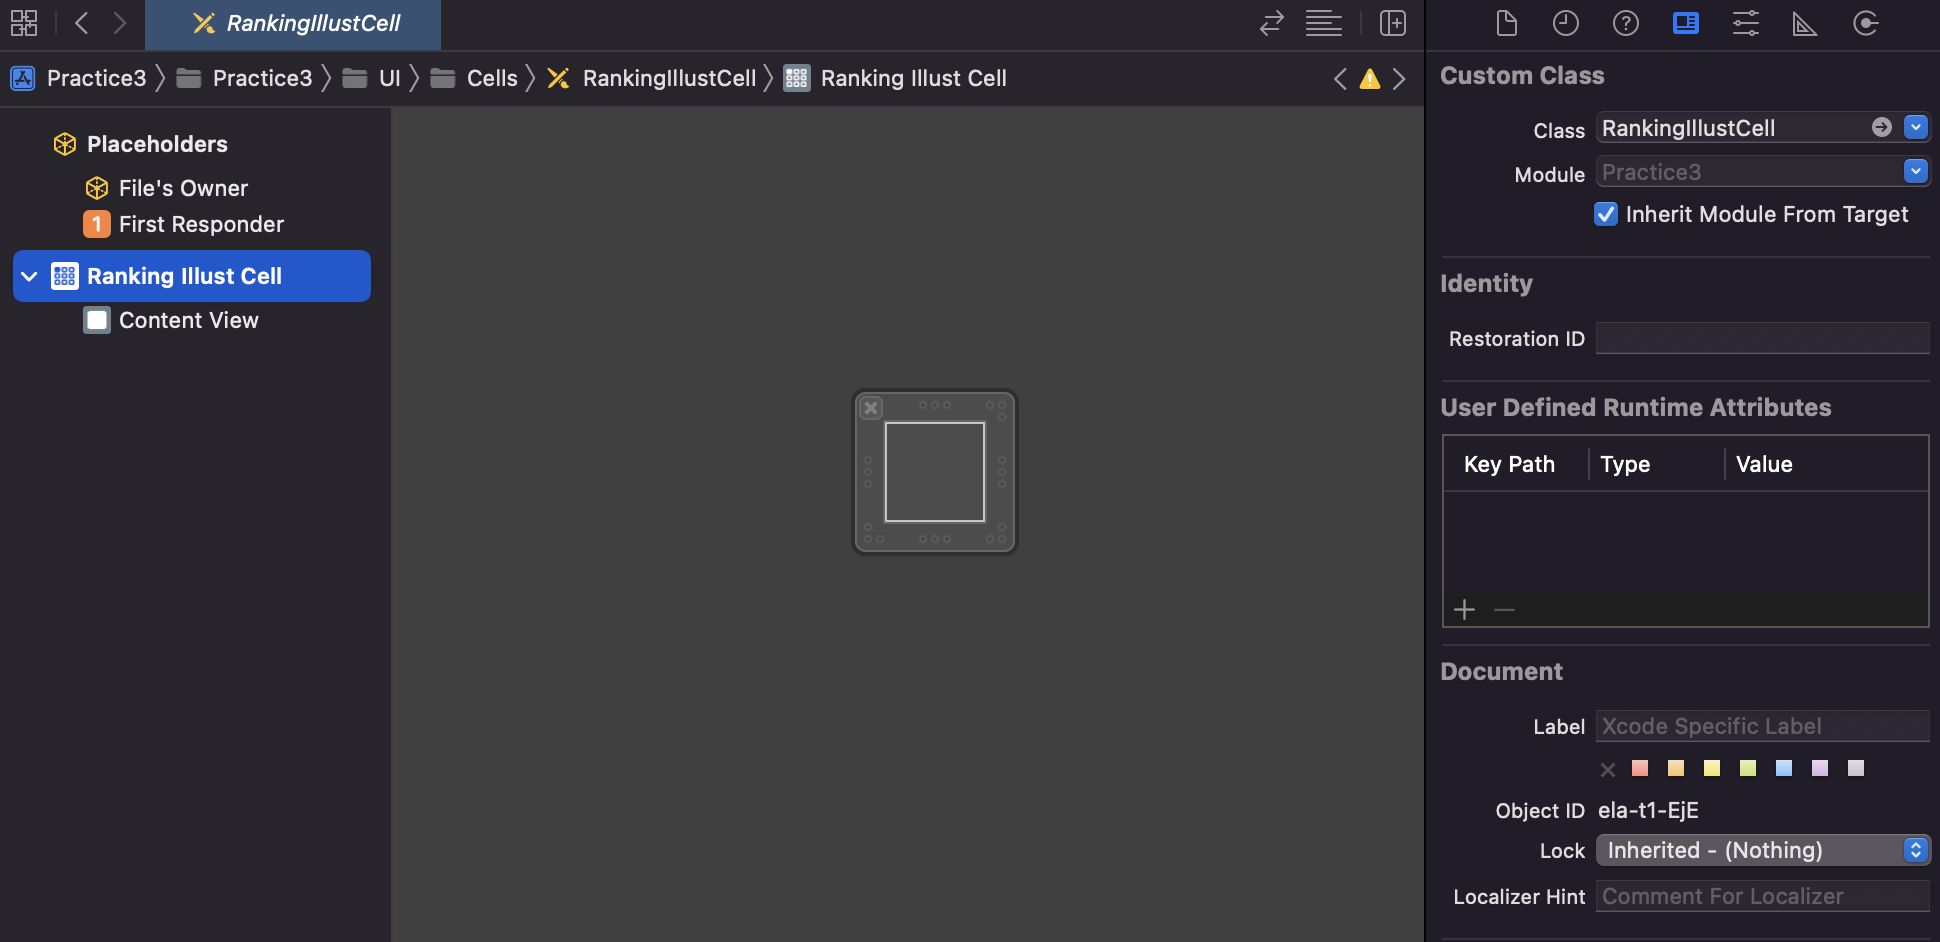 RankingIllustCell
Practice3 Practice3 UI Cells RankingIllustCell Ranking Illust Cell
Placeholders
File's Owner
1 First Responder
Ranking Illust Cell
Content View
Custom Class
Class RankingIllustCell
Module Practice3
Inherit Module From Target
Identity
Restoration ID
User Defined Runtime Attributes
Key Path Type Value
Document
Label Xcode Specific Label
Object ID ela-t1-EjE
Lock Inherited - (Nothing)
Localizer Hint Comment For Localizer